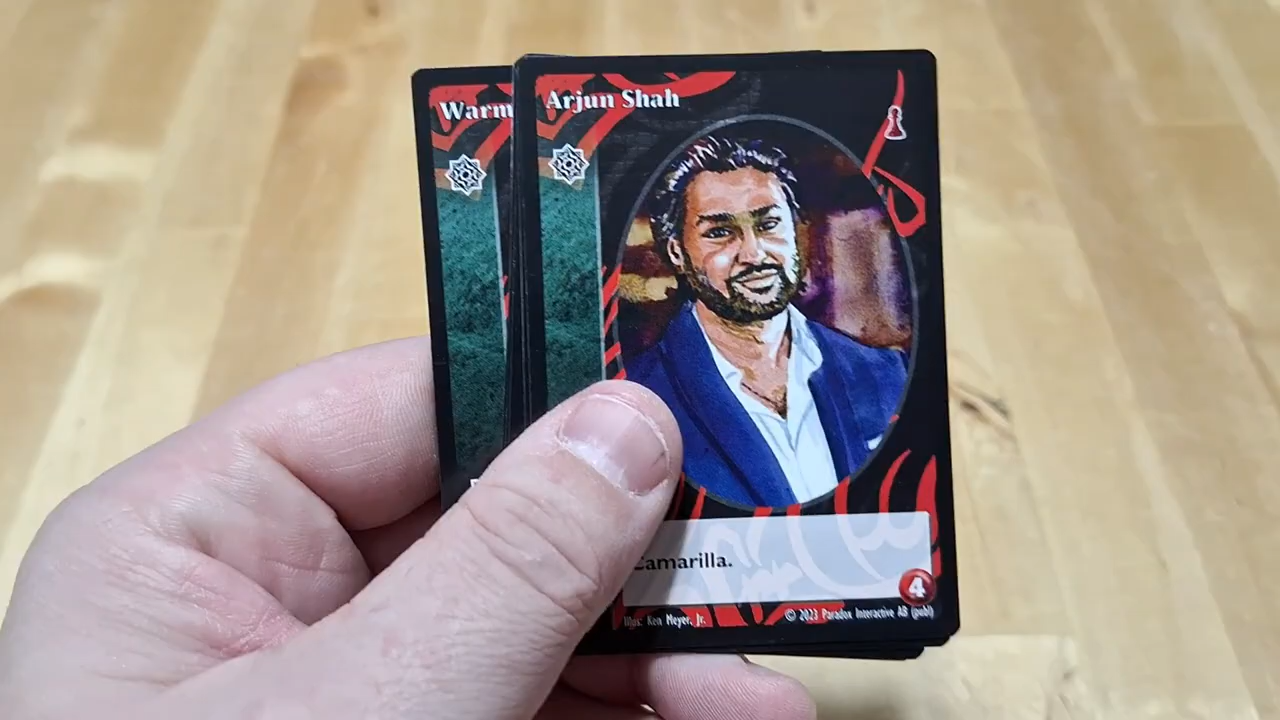 Warm
Arjun Shah
Camarilla.
4
Illus: Ken Meyer, Jr.
© 2023 Paradox Interactive AB (publ)